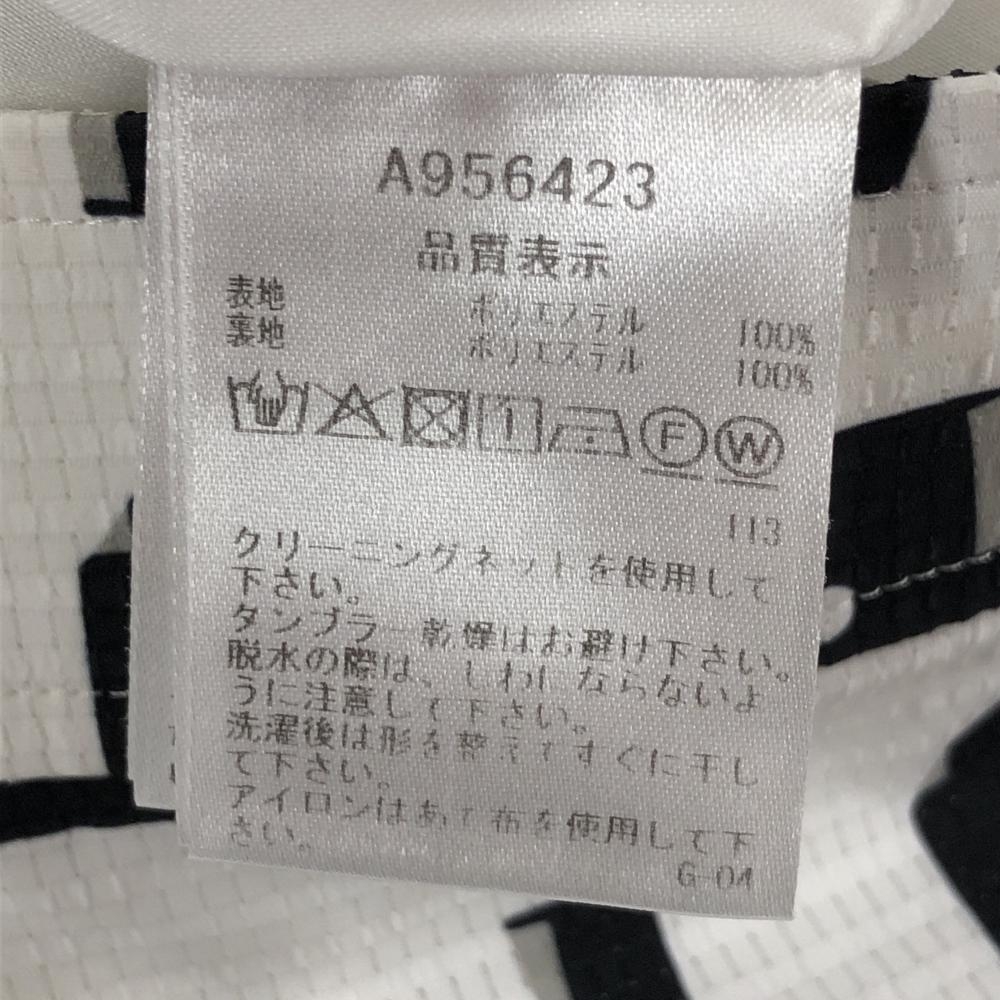 A956423
品質表示
表地 ポリエステル 100%
裏地 ポリエステル 100%
F W
113
クリーニングネットを使用して
下さい。
タンブラー乾燥はお避け下さい。
脱水の際は、しわにならないよ
うに注意して下さい。
洗濯後は形を整えてすぐに干し
て下さい。
アイロンはあて布を使用して下
さい。
G-04